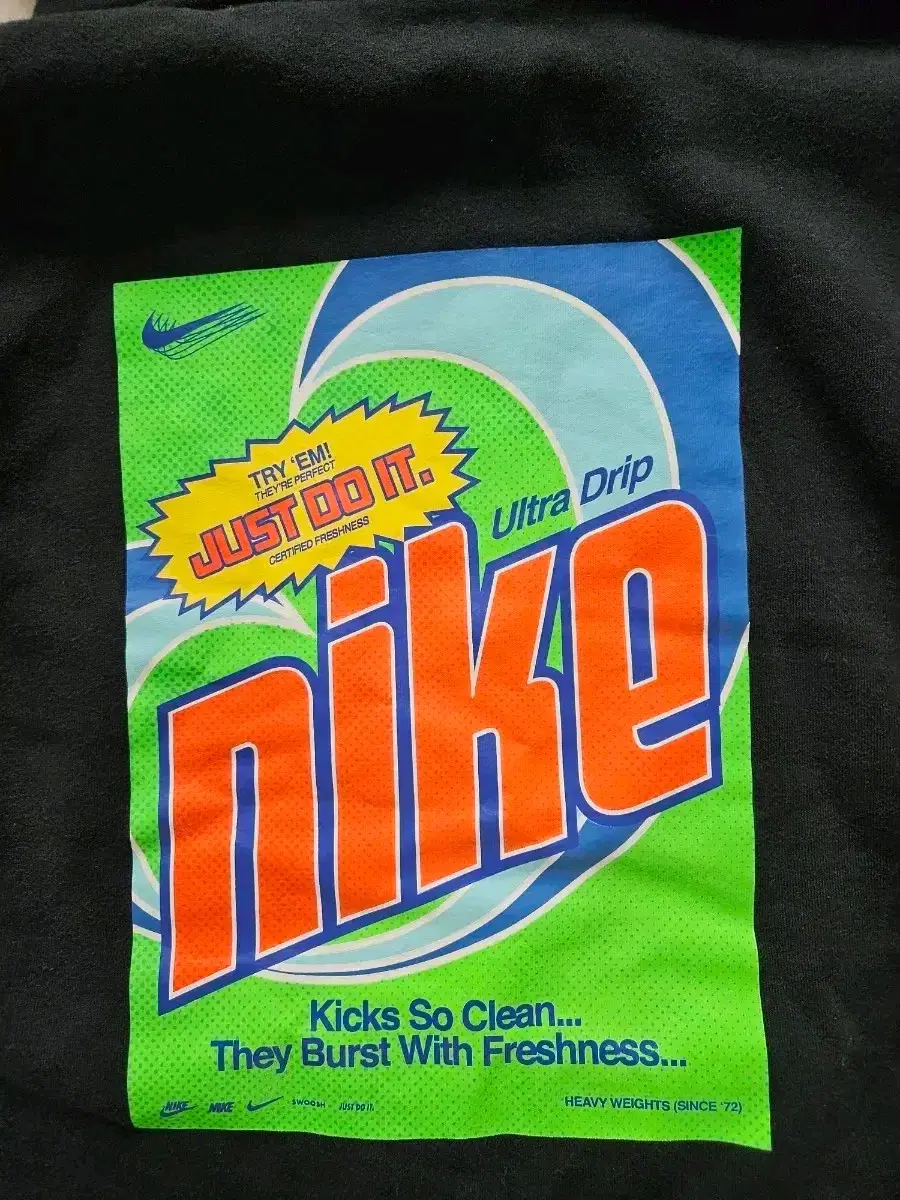 TRY 'EM!
THEY'RE PERFECT
JUST DO IT.
CERTIFIED FRESHNESS
Ultra Drip
nike
Kicks So Clean...
They Burst With Freshness...
NIKE NIKE SWOOSH JUST DO IT.
HEAVY WEIGHTS (SINCE '72)